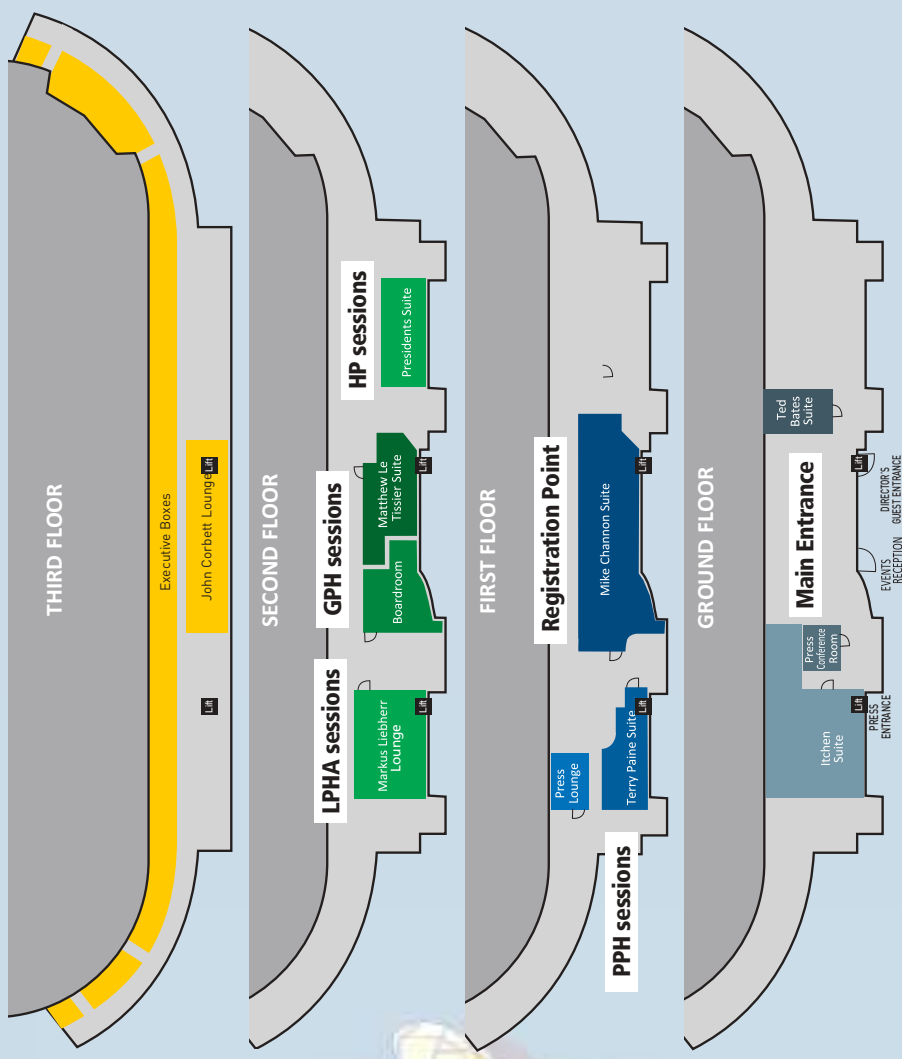 THIRD FLOOR
Executive Boxes
John Corbett Lounge
Lift
Lift
SECOND FLOOR
LPHA sessions
GPH sessions
HP sessions
Markus Liebherr
Lounge
Boardroom
Matthew Le
Tissier Suite
Presidents Suite
Lift
Lift
FIRST FLOOR
Registration Point
PPH sessions
Press
Lounge
Terry Paine Suite
Mike Channon Suite
Lift
Lift
GROUND FLOOR
Main Entrance
Itchen
Suite
Press
Conference
Room
Ted
Bates
Suite
Lift
Lift
PRESS
ENTRANCE
EVENTS
RECEPTION
DIRECTOR'S
GUEST ENTRANCE